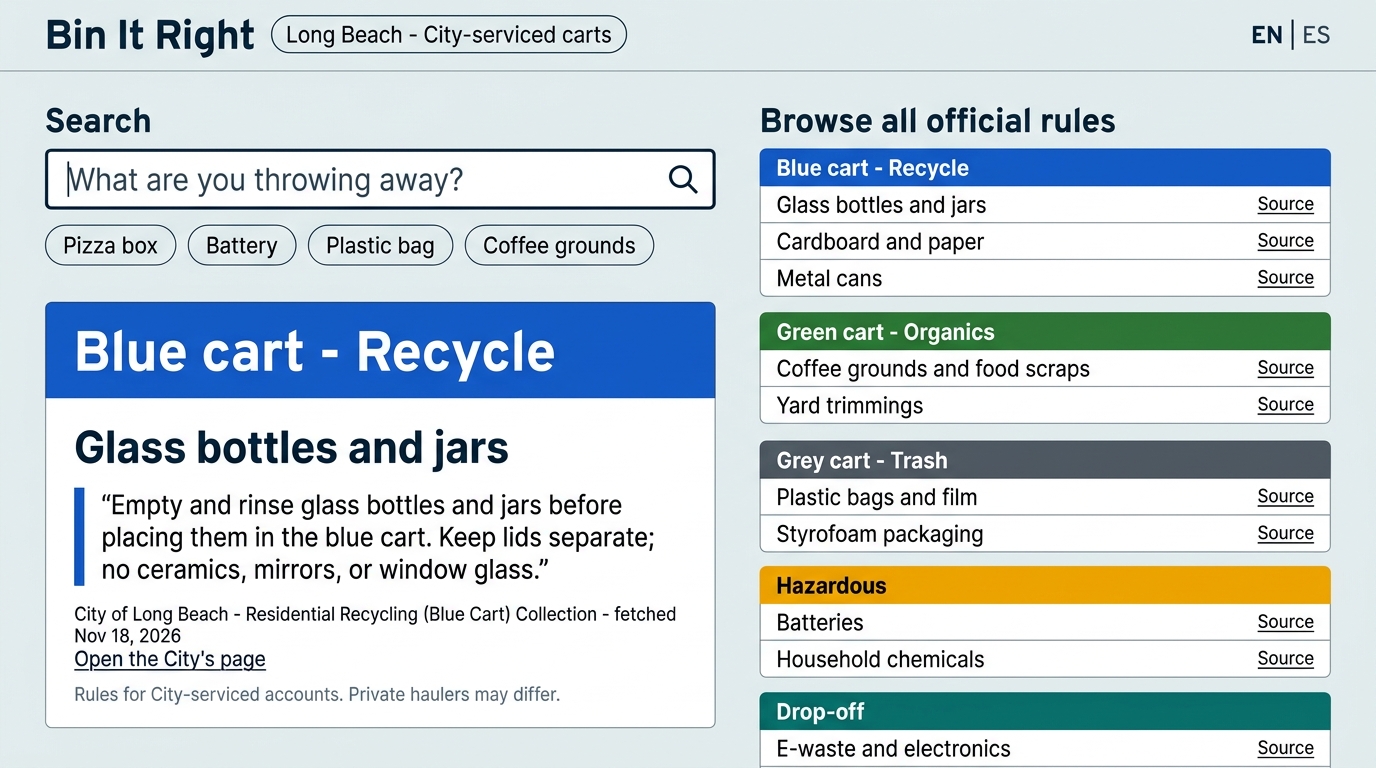 Bin It Right
Long Beach - City-serviced carts
EN | ES
Search
What are you throwing away?
Pizza box
Battery
Plastic bag
Coffee grounds
Blue cart - Recycle
Glass bottles and jars
“Empty and rinse glass bottles and jars before
placing them in the blue cart. Keep lids separate;
no ceramics, mirrors, or window glass.”
City of Long Beach - Residential Recycling (Blue Cart) Collection - fetched
Nov 18, 2026
Open the City's page
Rules for City-serviced accounts. Private haulers may differ.
Browse all official rules
Blue cart - Recycle
Glass bottles and jars Source
Cardboard and paper Source
Metal cans Source
Green cart - Organics
Coffee grounds and food scraps Source
Yard trimmings Source
Grey cart - Trash
Plastic bags and film Source
Styrofoam packaging Source
Hazardous
Batteries Source
Household chemicals Source
Drop-off
E-waste and electronics Source